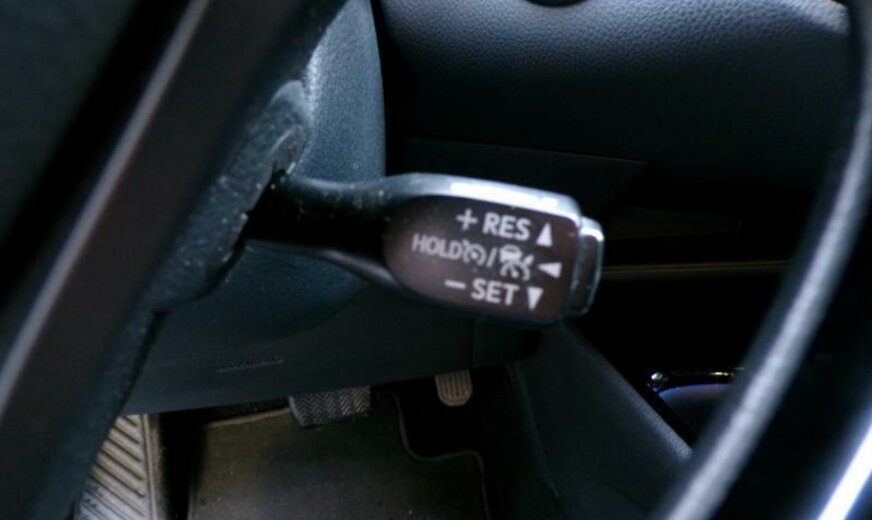 + RES ▲
HOLD / ◀
− SET ▼